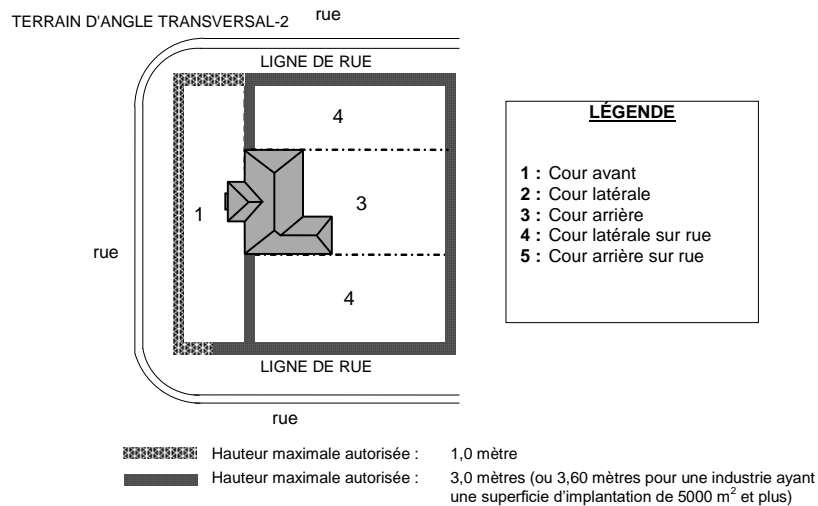 TERRAIN D'ANGLE TRANSVERSAL-2
rue
LIGNE DE RUE
4
LÉGENDE
1 : Cour avant
2 : Cour latérale
3 : Cour arrière
4 : Cour latérale sur rue
5 : Cour arrière sur rue
3
1
rue
4
LIGNE DE RUE
rue
Hauteur maximale autorisée : 1,0 mètre
Hauteur maximale autorisée : 3,0 mètres (ou 3,60 mètres pour une industrie ayant
une superficie d'implantation de 5000 m² et plus)